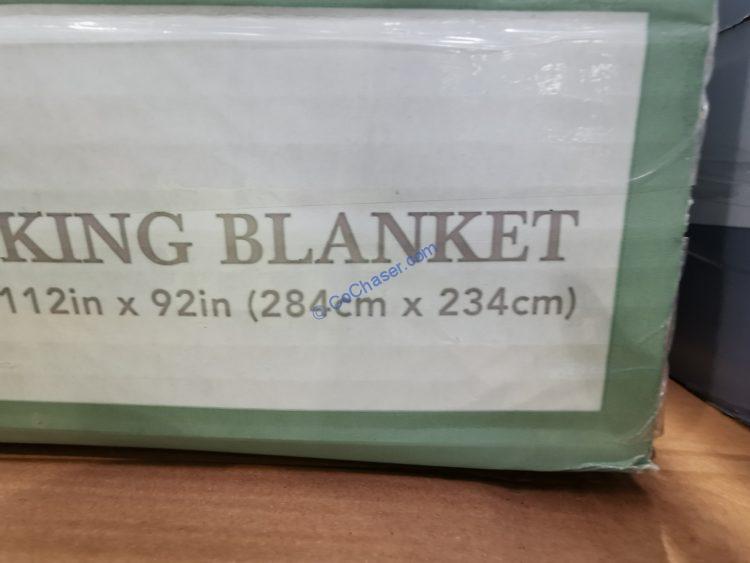 KING BLANKET
112in x 92in (284cm x 234cm)
© CoChaser.com